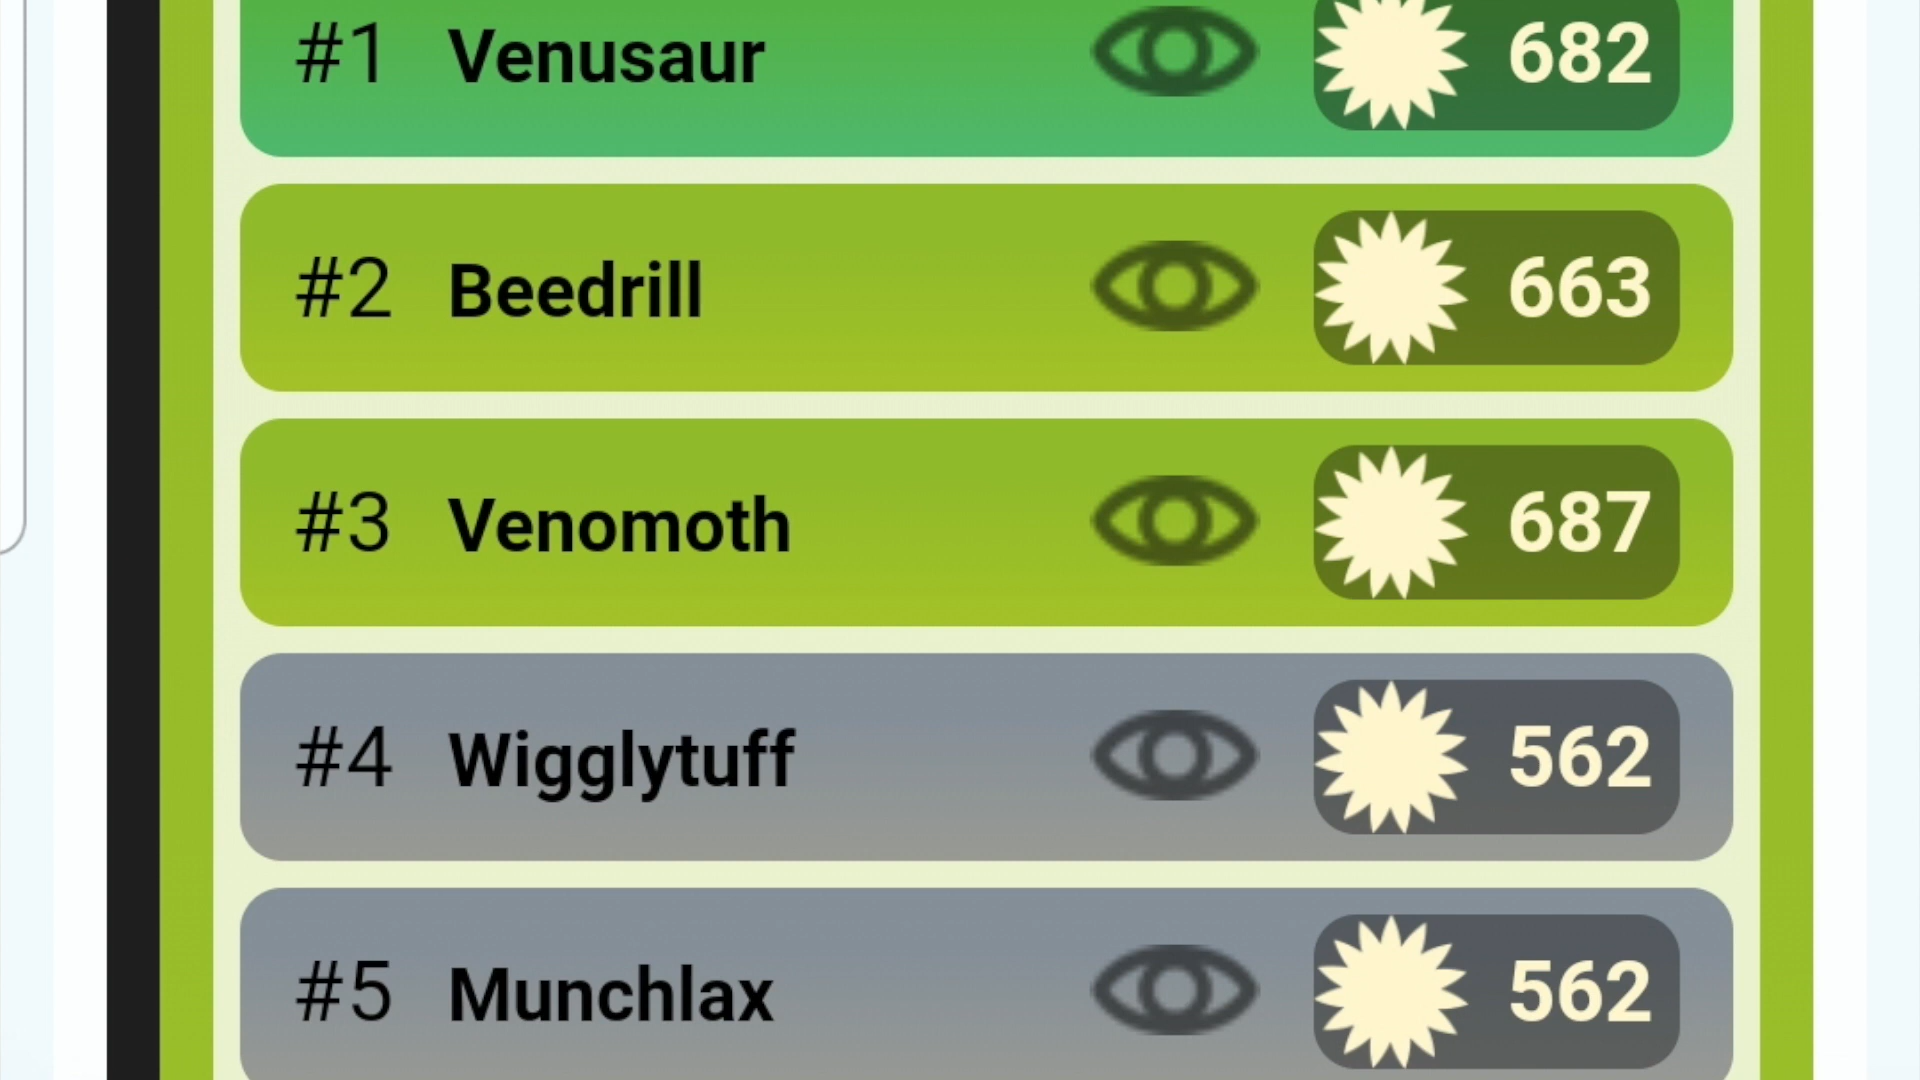 #1 Venusaur 682
#2 Beedrill 663
#3 Venomoth 687
#4 Wigglytuff 562
#5 Munchlax 562